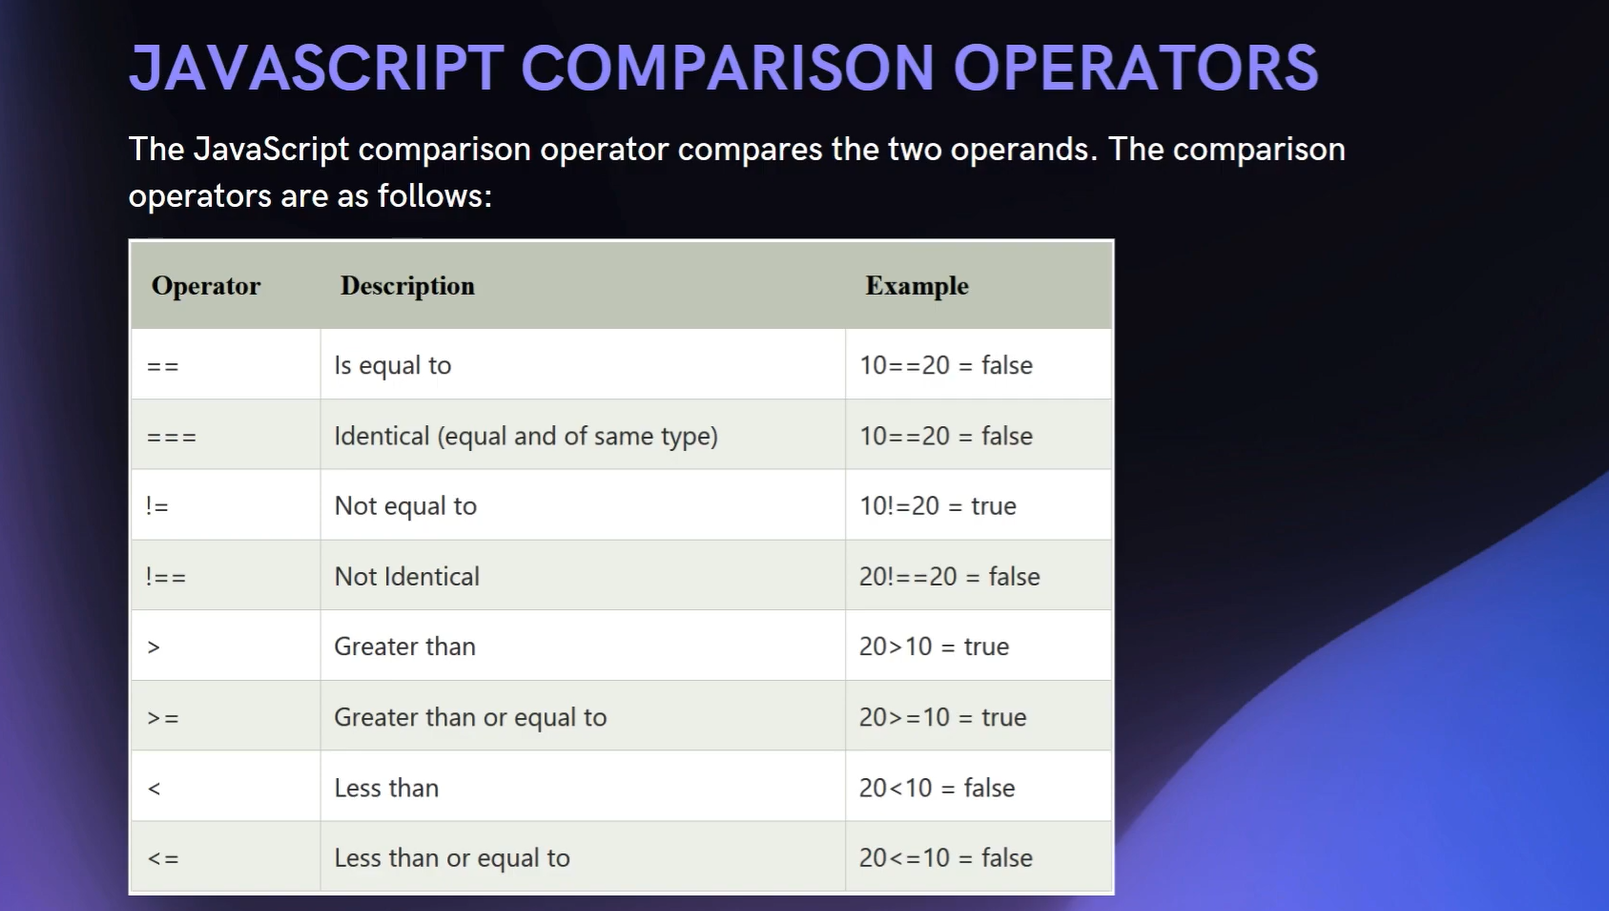 JAVASCRIPT COMPARISON OPERATORS
The JavaScript comparison operator compares the two operands. The comparison
operators are as follows:
Operator Description Example
== Is equal to 10==20 = false
=== Identical (equal and of same type) 10==20 = false
!= Not equal to 10!=20 = true
!== Not Identical 20!==20 = false
> Greater than 20>10 = true
>= Greater than or equal to 20>=10 = true
< Less than 20<10 = false
<= Less than or equal to 20<=10 = false